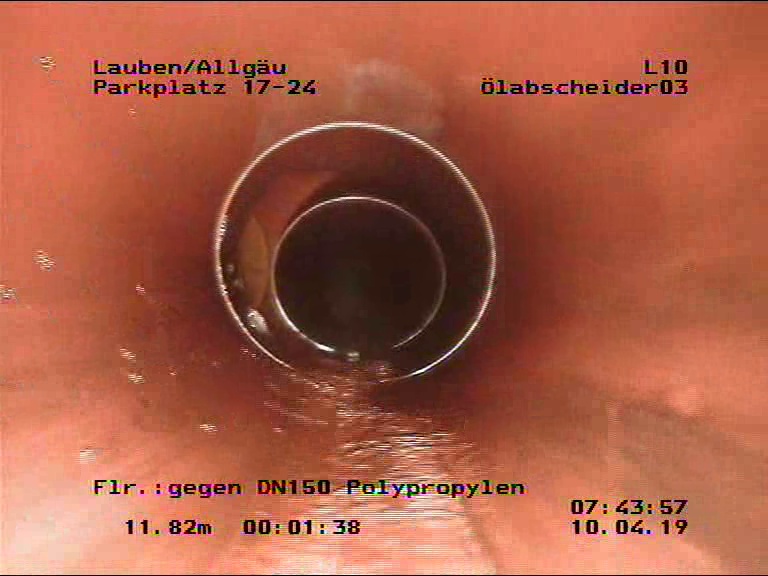 Lauben/Allgäu L10
Parkplatz 17-24 Ölabscheider03
Flr.:gegen DN150 Polypropylen
07:43:57
11.82m 00:01:38 10.04.19